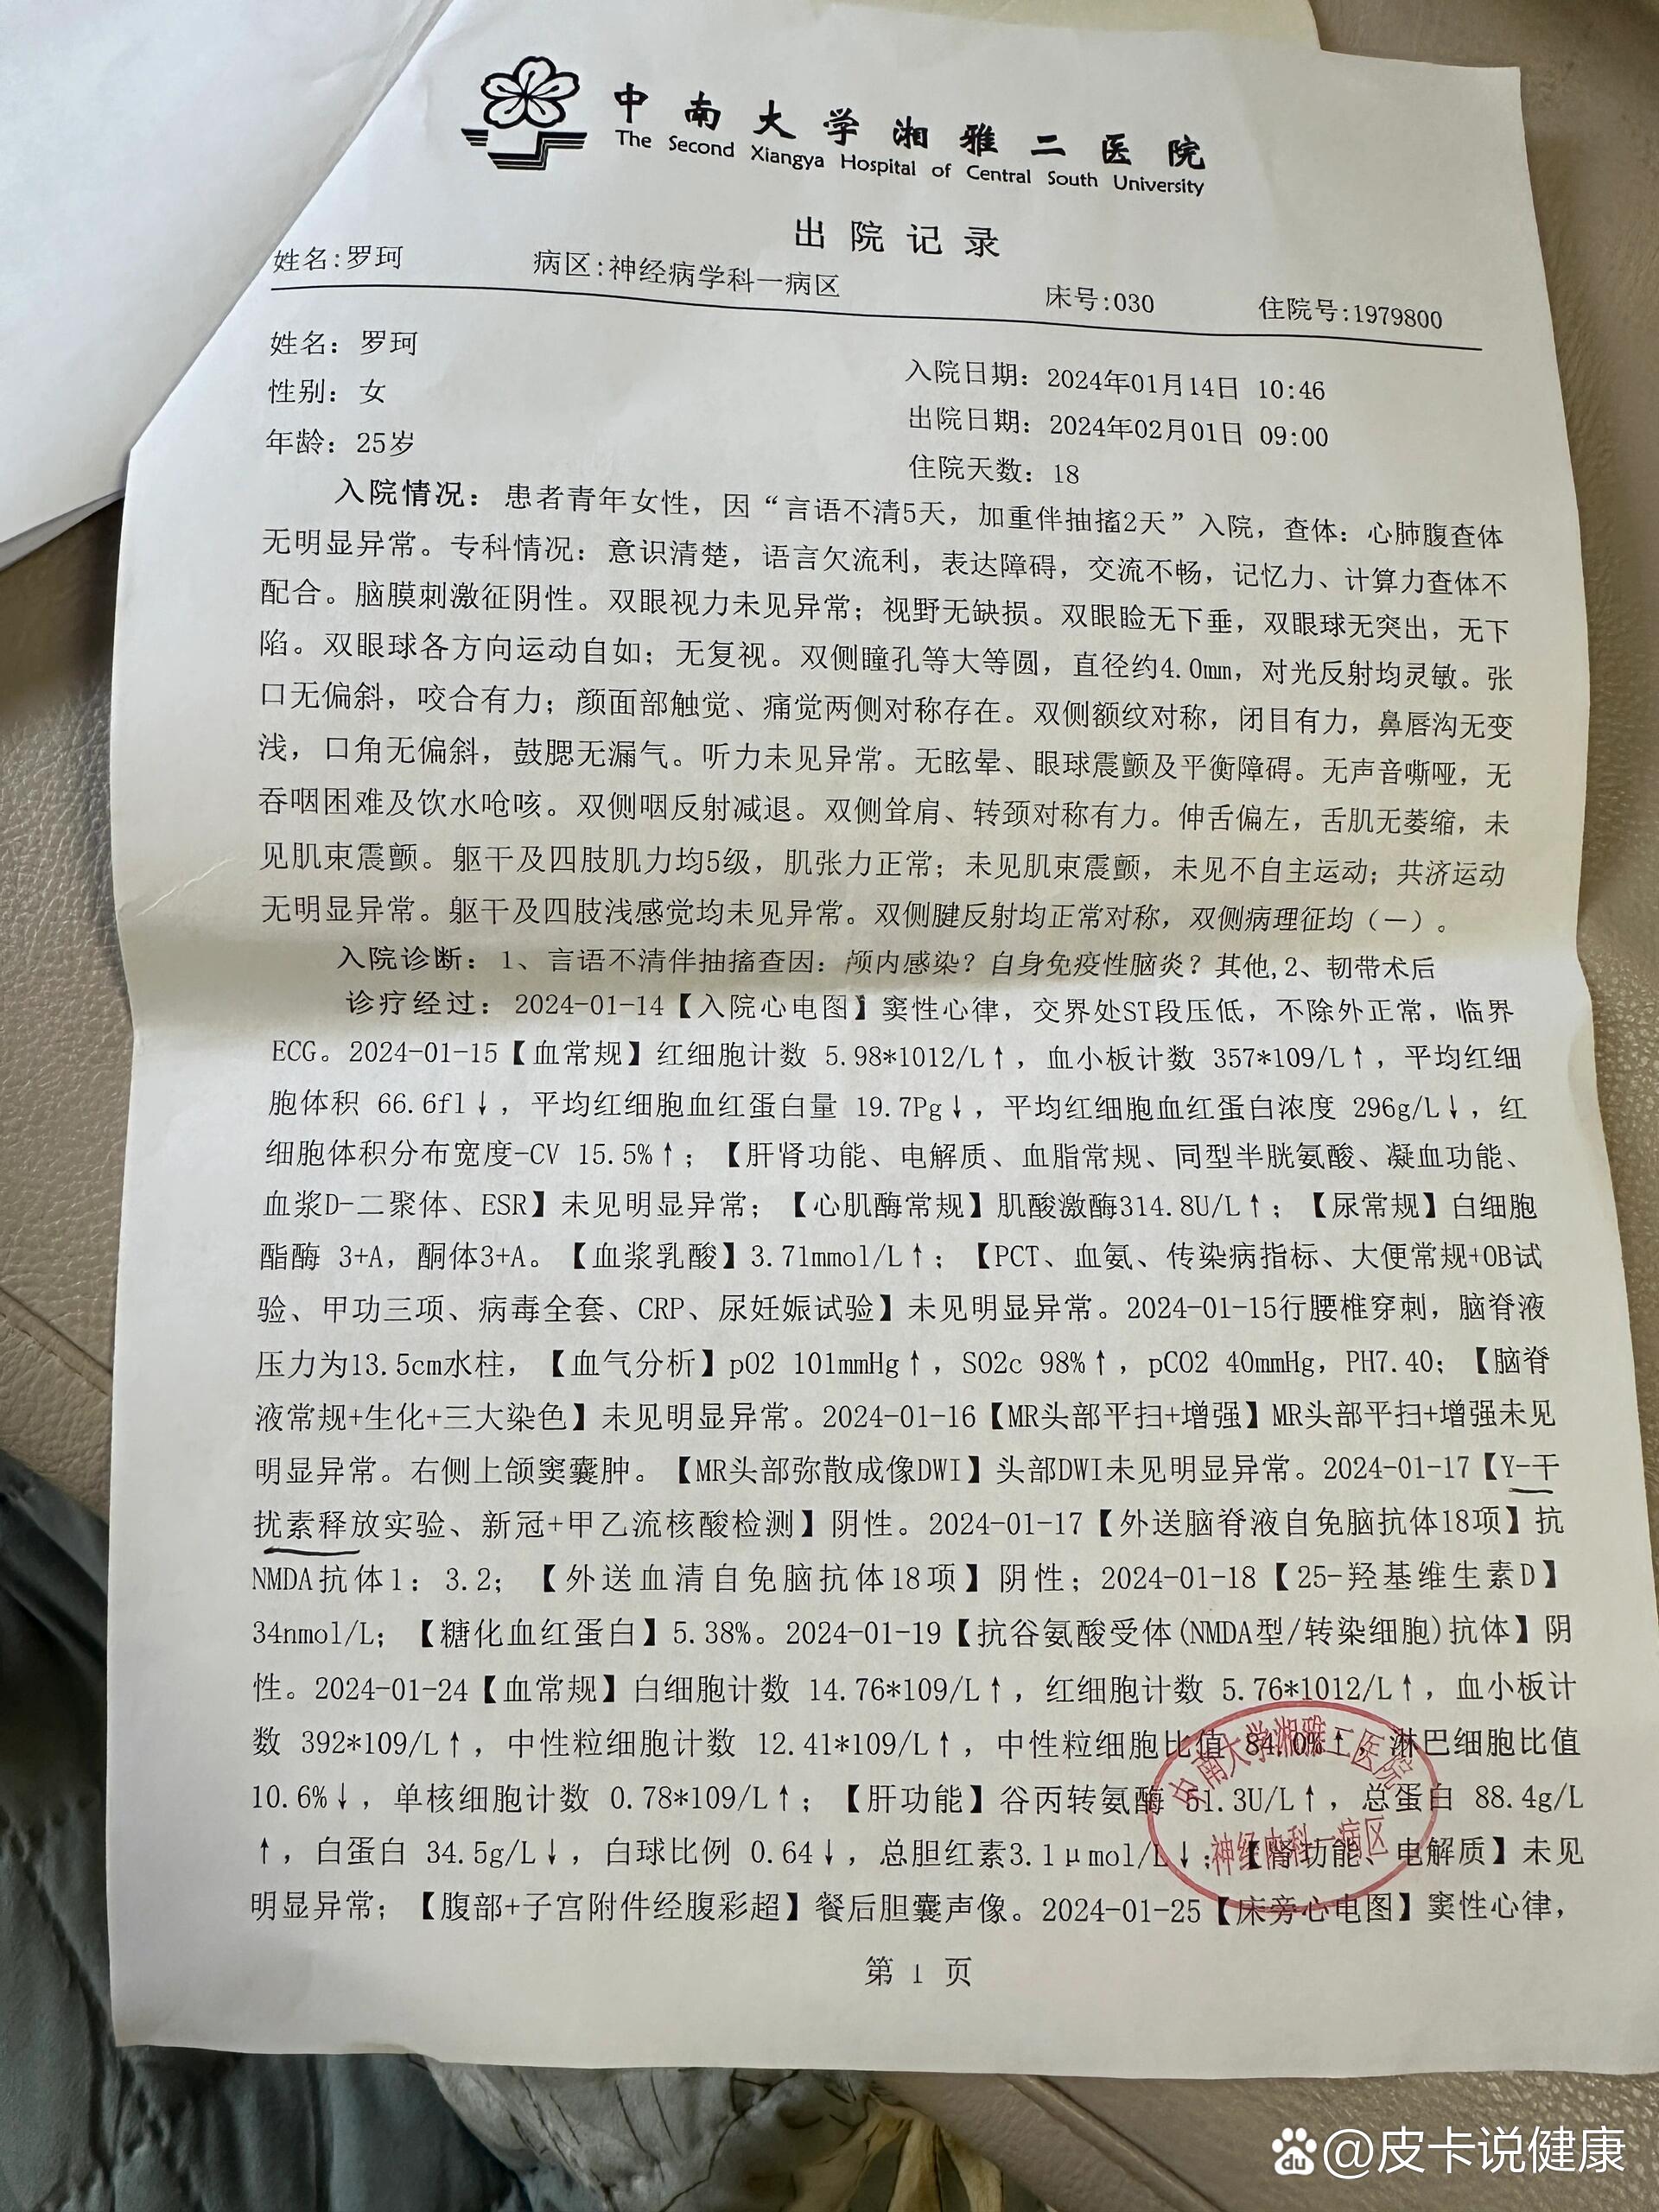 中南大学湘雅二医院
The Second Xiangya Hospital of Central South University
出院记录
姓名:罗珂 病区:神经病学科一病区 床号:030 住院号:1979800
姓名：罗珂
入院日期：2024年01月14日 10:46
性别：女
出院日期：2024年02月01日 09:00
年龄：25岁
住院天数：18
入院情况：患者青年女性，因“言语不清5天，加重伴抽搐2天”入院，查体：心肺腹查体
无明显异常。专科情况：意识清楚，语言欠流利，表达障碍，交流不畅，记忆力、计算力查体不
配合。脑膜刺激征阴性。双眼视力未见异常；视野无缺损。双眼睑无下垂，双眼球无突出，无下
陷。双眼球各方向运动自如；无复视。双侧瞳孔等大等圆，直径约4.0mm，对光反射均灵敏。张
口无偏斜，咬合有力；颜面部触觉、痛觉两侧对称存在。双侧额纹对称，闭目有力，鼻唇沟无变
浅，口角无偏斜，鼓腮无漏气。听力未见异常。无眩晕、眼球震颤及平衡障碍。无声音嘶哑，无
吞咽困难及饮水呛咳。双侧咽反射减退。双侧耸肩、转颈对称有力。伸舌偏左，舌肌无萎缩，未
见肌束震颤。躯干及四肢肌力均5级，肌张力正常；未见肌束震颤，未见不自主运动；共济运动
无明显异常。躯干及四肢浅感觉均未见异常。双侧腱反射均正常对称，双侧病理征均（—）。
入院诊断：1、言语不清伴抽搐查因：颅内感染？自身免疫性脑炎？其他,2、韧带术后
诊疗经过：2024-01-14【入院心电图】窦性心律，交界处ST段压低，不除外正常，临界
ECG。2024-01-15【血常规】红细胞计数 5.98*1012/L↑，血小板计数 357*109/L↑，平均红细
胞体积 66.6fl↓，平均红细胞血红蛋白量 19.7Pg↓，平均红细胞血红蛋白浓度 296g/L↓，红
细胞体积分布宽度-CV 15.5%↑；【肝肾功能、电解质、血脂常规、同型半胱氨酸、凝血功能、
血浆D-二聚体、ESR】未见明显异常；【心肌酶常规】肌酸激酶314.8U/L↑；【尿常规】白细胞
酯酶 3+A，酮体3+A。【血浆乳酸】3.71mmol/L↑；【PCT、血氨、传染病指标、大便常规+OB试
验、甲功三项、病毒全套、CRP、尿妊娠试验】未见明显异常。2024-01-15行腰椎穿刺，脑脊液
压力为13.5cm水柱，【血气分析】pO2 101mmHg↑，SO2c 98%↑，pCO2 40mmHg，PH7.40；【脑脊
液常规+生化+三大染色】未见明显异常。2024-01-16【MR头部平扫+增强】MR头部平扫+增强未见
明显异常。右侧上颌窦囊肿。【MR头部弥散成像DWI】头部DWI未见明显异常。2024-01-17【Y-干
扰素释放实验、新冠+甲乙流核酸检测】阴性。2024-01-17【外送脑脊液自免脑抗体18项】抗
NMDA抗体1：3.2；【外送血清自免脑抗体18项】阴性；2024-01-18【25-羟基维生素D】
34nmol/L；【糖化血红蛋白】5.38%。2024-01-19【抗谷氨酸受体(NMDA型/转染细胞)抗体】阴
性。2024-01-24【血常规】白细胞计数 14.76*109/L↑，红细胞计数 5.76*1012/L↑，血小板计
数 392*109/L↑，中性粒细胞计数 12.41*109/L↑，中性粒细胞比值 84.0%↑，淋巴细胞比值
10.6%↓，单核细胞计数 0.78*109/L↑；【肝功能】谷丙转氨酶 51.3U/L↑，总蛋白 88.4g/L
↑，白蛋白 34.5g/L↓，白球比例 0.64↓，总胆红素3.1μmol/L↓；【肾功能、电解质】未见
明显异常；【腹部+子宫附件经腹彩超】餐后胆囊声像。2024-01-25【床旁心电图】窦性心律，
中南大学湘雅二医院
神经内科一病区
第 1 页
du @皮卡说健康